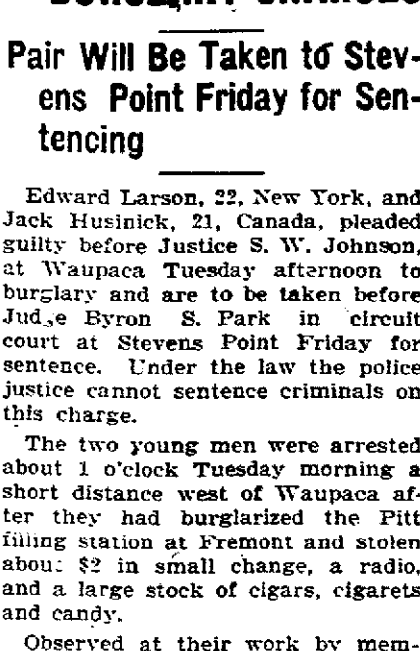 Pair Will Be Taken to Stev-
ens Point Friday for Sen-
tencing
Edward Larson, 22, New York, and
Jack Husinick, 21, Canada, pleaded
guilty before Justice S. W. Johnson,
at Waupaca Tuesday afternoon to
burglary and are to be taken before
Jud.e Byron S. Park in circuit
court at Stevens Point Friday for
sentence. Under the law the police
justice cannot sentence criminals on
this charge.
The two young men were arrested
about 1 o'clock Tuesday morning a
short distance west of Waupaca af-
ter they had burglarized the Pitt
filling station at Fremont and stolen
about $2 in small change, a radio,
and a large stock of cigars, cigarets
and candy.
Observed at their work by mem-